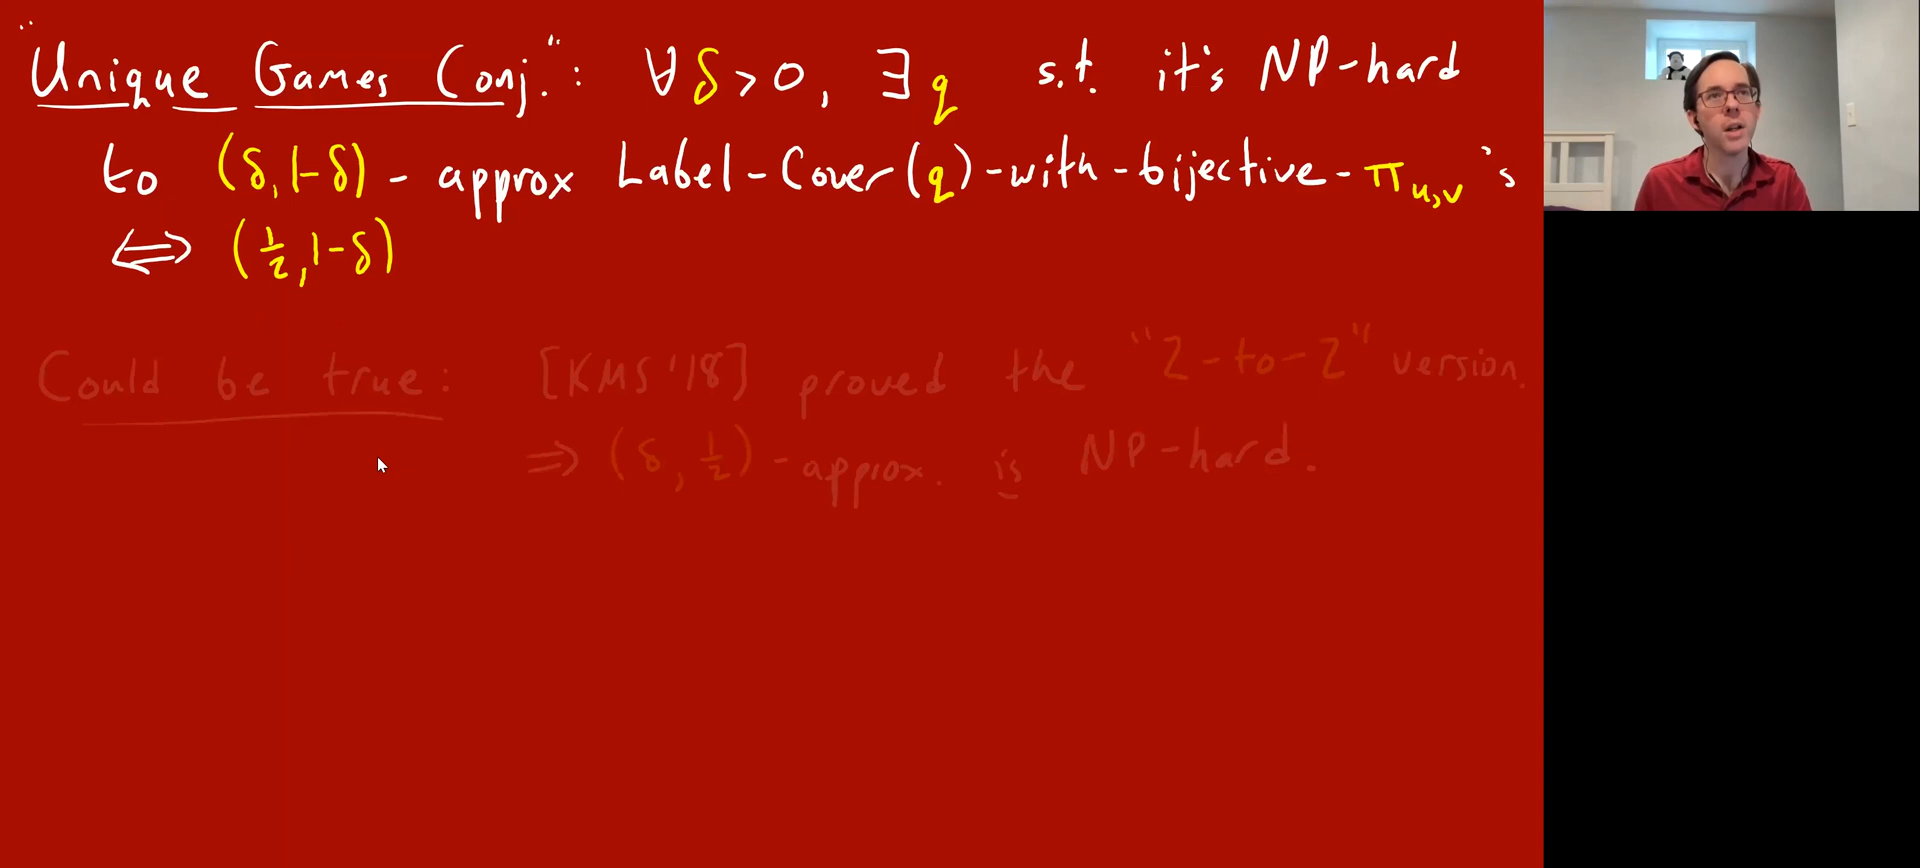 "Unique Games Conj.": ∀ δ > 0, ∃ q s.t. it's NP-hard
to (δ, 1-δ) - approx Label-Cover(q)-with-bijective-π_{u,v}'s
⟺ (1/2, 1-δ)
Could be true: [KMS '18] proved the "2-to-2" version.
⇒ (δ, 1/2) - approx. is NP-hard.